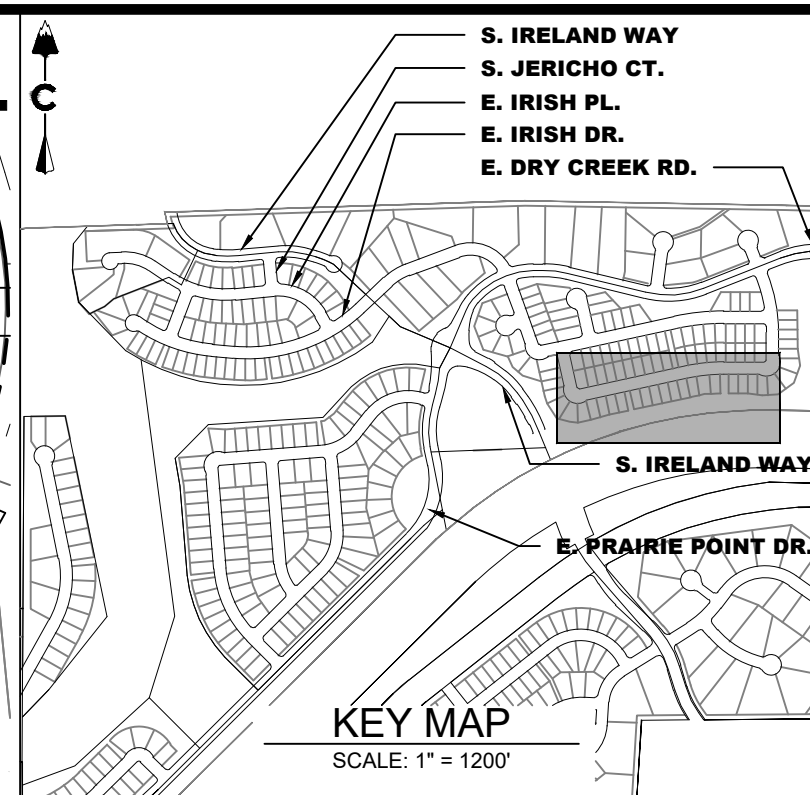 S. IRELAND WAY
S. JERICHO CT.
E. IRISH PL.
E. IRISH DR.
E. DRY CREEK RD.
C
S. IRELAND WAY
E. PRAIRIE POINT DR.
KEY MAP
SCALE: 1" = 1200'